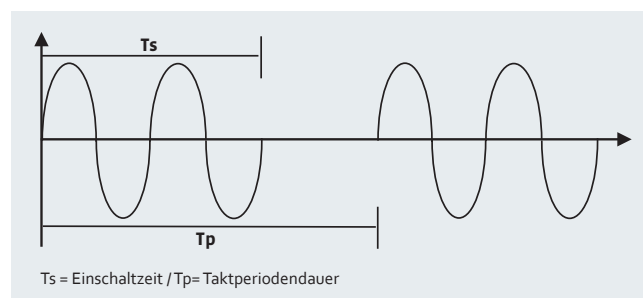 Ts
Tp
Ts = Einschaltzeit / Tp= Taktperiodendauer